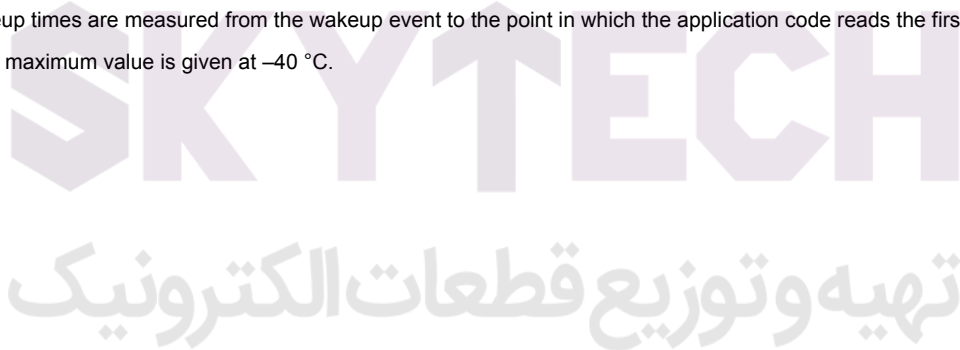 up times are measured from the wakeup event to the point in which the application code reads the firs
maximum value is given at –40 °C.
SKYTECH
تهیه و توزیع قطعات الکترونیک